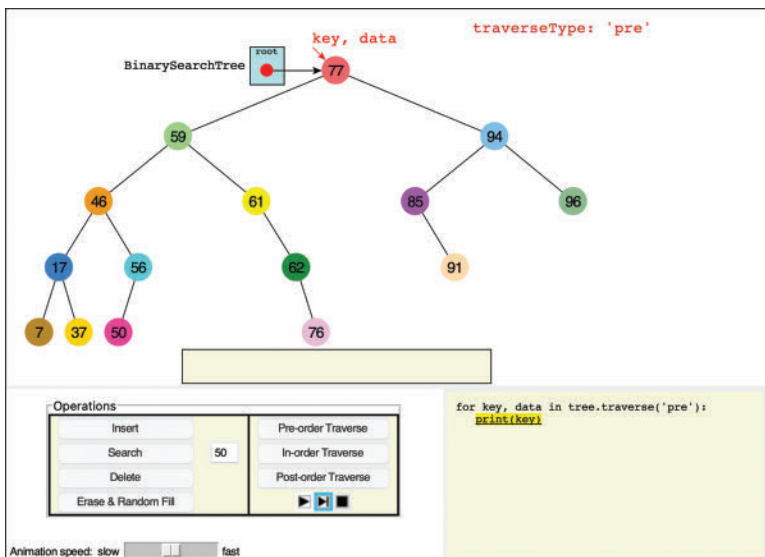 traverseType: 'pre'
key, data
root
BinarySearchTree
77
59
94
46
61
85
96
17
56
62
91
7
37
50
76
Operations
Insert
Search
50
Delete
Erase & Random Fill
Pre-order Traverse
In-order Traverse
Post-order Traverse
for key, data in tree.traverse('pre'):
print(key)
Animation speed: slow fast